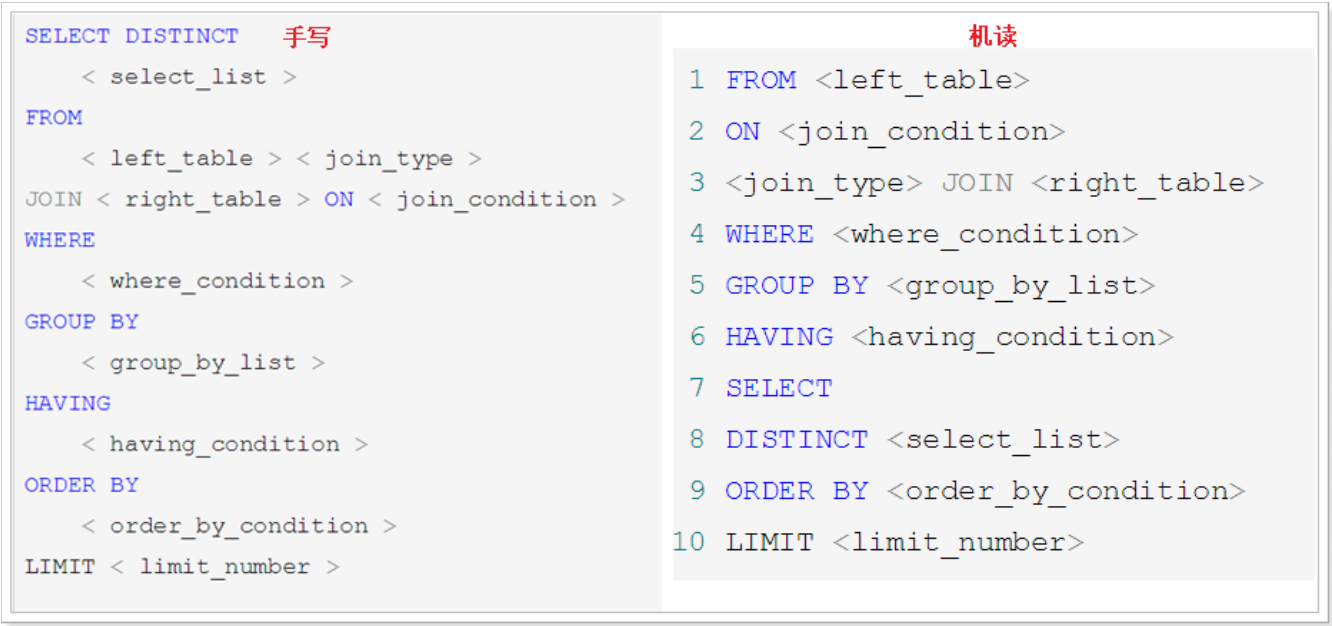 SELECT DISTINCT 手写
< select_list >
FROM
< left_table > < join_type >
JOIN < right_table > ON < join_condition >
WHERE
< where_condition >
GROUP BY
< group_by_list >
HAVING
< having_condition >
ORDER BY
< order_by_condition >
LIMIT < limit_number >
机读
1 FROM <left_table>
2 ON <join_condition>
3 <join_type> JOIN <right_table>
4 WHERE <where_condition>
5 GROUP BY <group_by_list>
6 HAVING <having_condition>
7 SELECT
8 DISTINCT <select_list>
9 ORDER BY <order_by_condition>
10 LIMIT <limit_number>